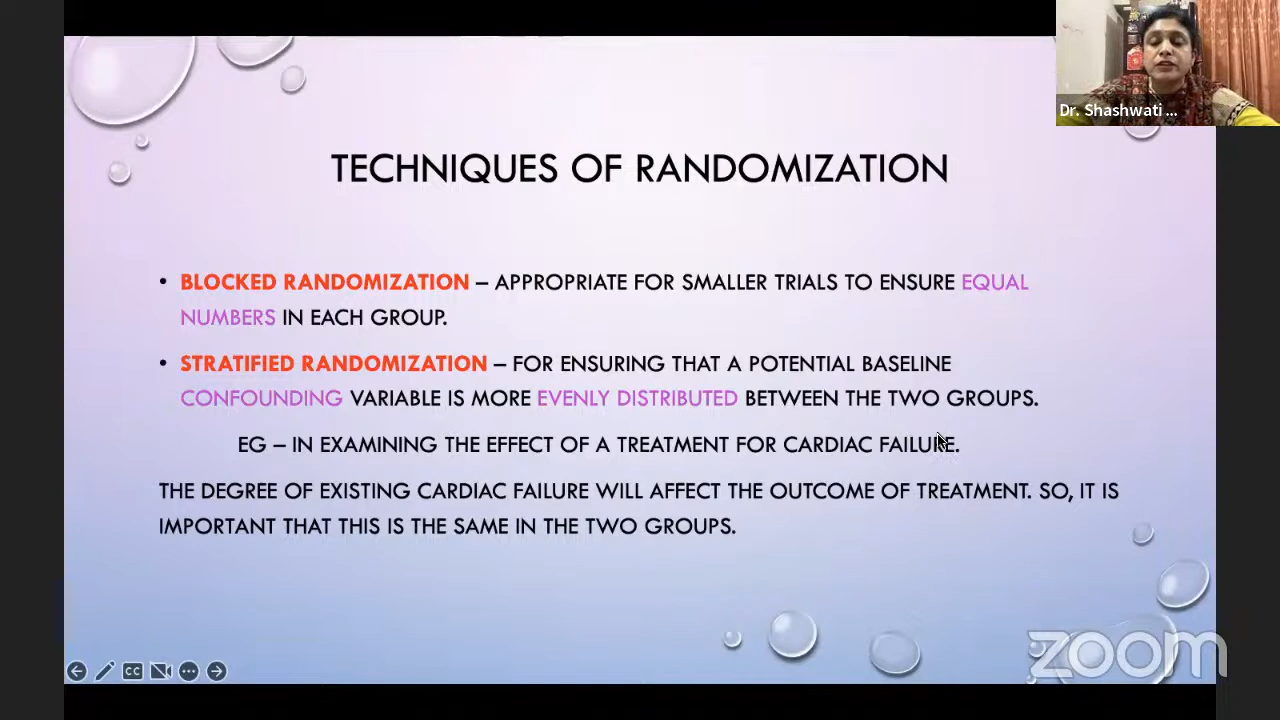 Dr. Shashwati ...
TECHNIQUES OF RANDOMIZATION
• BLOCKED RANDOMIZATION – APPROPRIATE FOR SMALLER TRIALS TO ENSURE EQUAL
NUMBERS IN EACH GROUP.
• STRATIFIED RANDOMIZATION – FOR ENSURING THAT A POTENTIAL BASELINE
CONFOUNDING VARIABLE IS MORE EVENLY DISTRIBUTED BETWEEN THE TWO GROUPS.
EG – IN EXAMINING THE EFFECT OF A TREATMENT FOR CARDIAC FAILURE.
THE DEGREE OF EXISTING CARDIAC FAILURE WILL AFFECT THE OUTCOME OF TREATMENT. SO, IT IS
IMPORTANT THAT THIS IS THE SAME IN THE TWO GROUPS.
CC
zoom